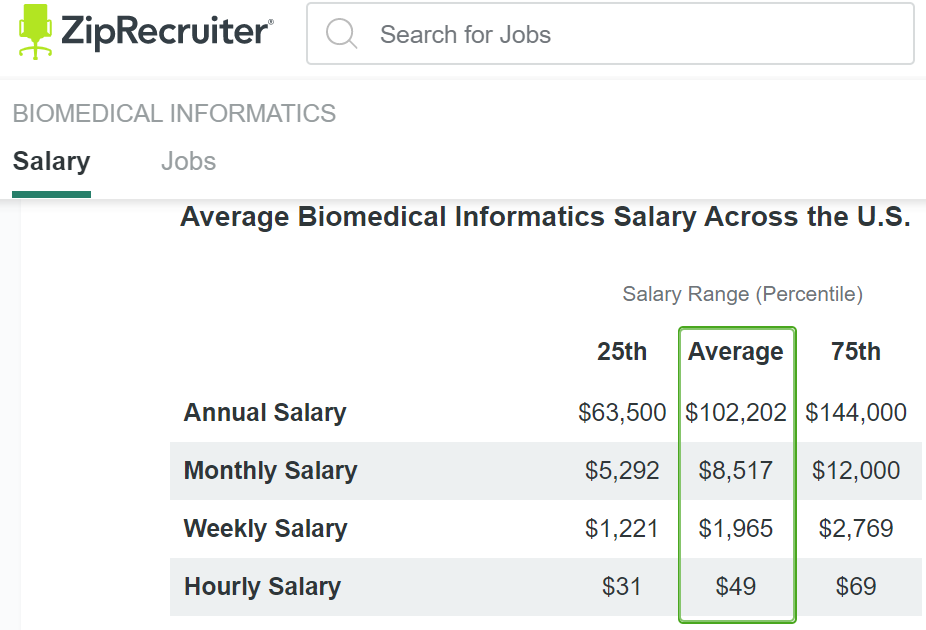 ZipRecruiter®
Search for Jobs
BIOMEDICAL INFORMATICS
Salary Jobs
Average Biomedical Informatics Salary Across the U.S.
Salary Range (Percentile)
25th Average 75th
Annual Salary $63,500 $102,202 $144,000
Monthly Salary $5,292 $8,517 $12,000
Weekly Salary $1,221 $1,965 $2,769
Hourly Salary $31 $49 $69